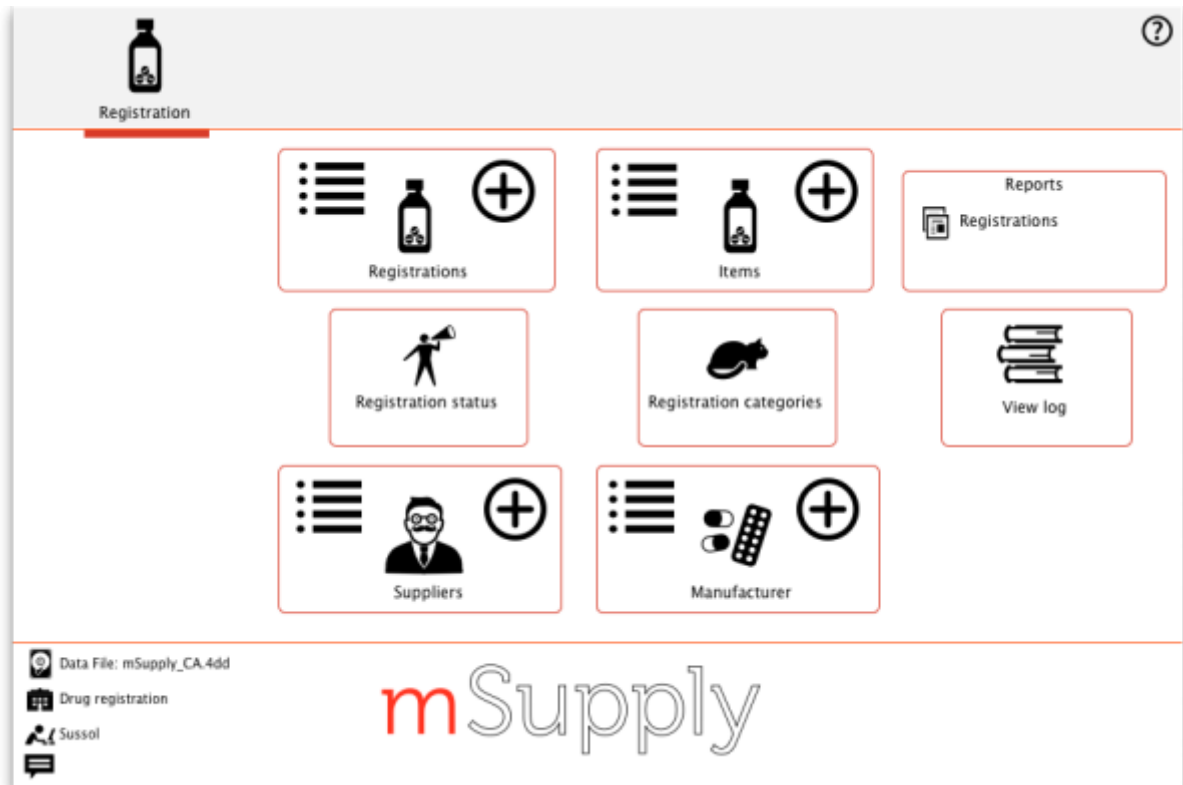 Registration
Registrations
Items
Reports
Registrations
Registration status
Registration categories
View log
Suppliers
Manufacturer
Data File: mSupply_CA.4dd
Drug registration
Sussol
mSupply